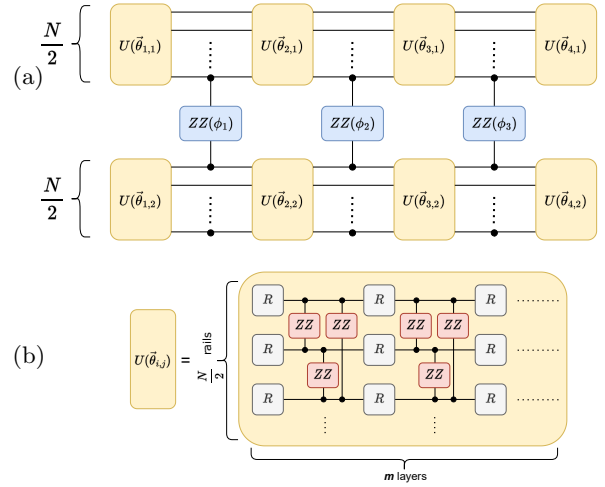 (a)
N/2
U(θ⃗₁,₁) U(θ⃗₂,₁) U(θ⃗₃,₁) U(θ⃗₄,₁)
ZZ(ϕ₁) ZZ(ϕ₂) ZZ(ϕ₃)
N/2
U(θ⃗₁,₂) U(θ⃗₂,₂) U(θ⃗₃,₂) U(θ⃗₄,₂)
(b)
U(θ⃗ᵢ,ⱼ) =
N/2 rails
R R R
ZZ ZZ ZZ ZZ
R R R
ZZ ZZ
R R R
m layers